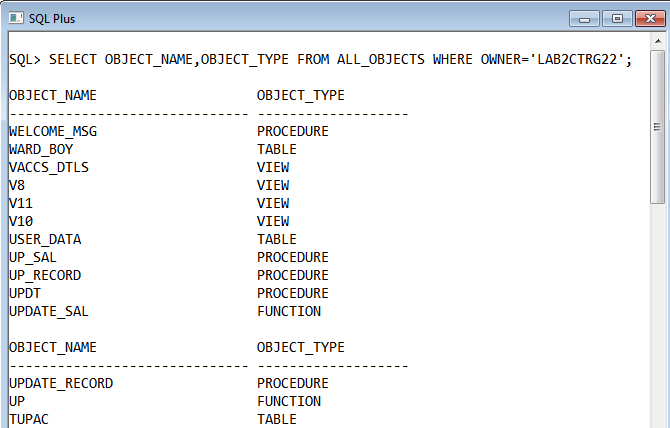 SQL Plus
SQL> SELECT OBJECT_NAME,OBJECT_TYPE FROM ALL_OBJECTS WHERE OWNER='LAB2CTRG22';
OBJECT_NAME                    OBJECT_TYPE
------------------------------ -------------------
WELCOME_MSG                    PROCEDURE
WARD_BOY                       TABLE
VACCS_DTLS                     VIEW
V8                             VIEW
V11                            VIEW
V10                            VIEW
USER_DATA                      TABLE
UP_SAL                         PROCEDURE
UP_RECORD                      PROCEDURE
UPDT                           PROCEDURE
UPDATE_SAL                     FUNCTION
OBJECT_NAME                    OBJECT_TYPE
------------------------------ -------------------
UPDATE_RECORD                  PROCEDURE
UP                             FUNCTION
TUPAC                          TABLE